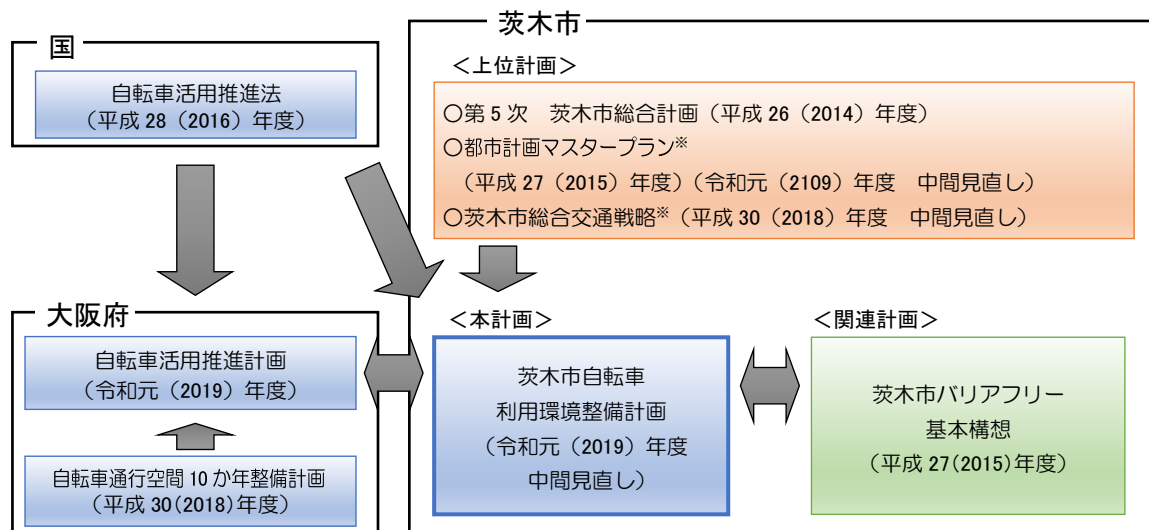 国
自転車活用推進法
（平成 28（2016）年度）
茨木市
＜上位計画＞
〇第 5 次　茨木市総合計画（平成 26（2014）年度）
〇都市計画マスタープラン※
（平成 27（2015）年度）（令和元（2109）年度　中間見直し）
〇茨木市総合交通戦略※（平成 30（2018）年度　中間見直し）
大阪府
自転車活用推進計画
（令和元（2019）年度）
自転車通行空間 10 か年整備計画
（平成 30(2018)年度）
＜本計画＞
茨木市自転車
利用環境整備計画
（令和元（2019）年度
中間見直し）
＜関連計画＞
茨木市バリアフリー
基本構想
（平成 27(2015)年度）